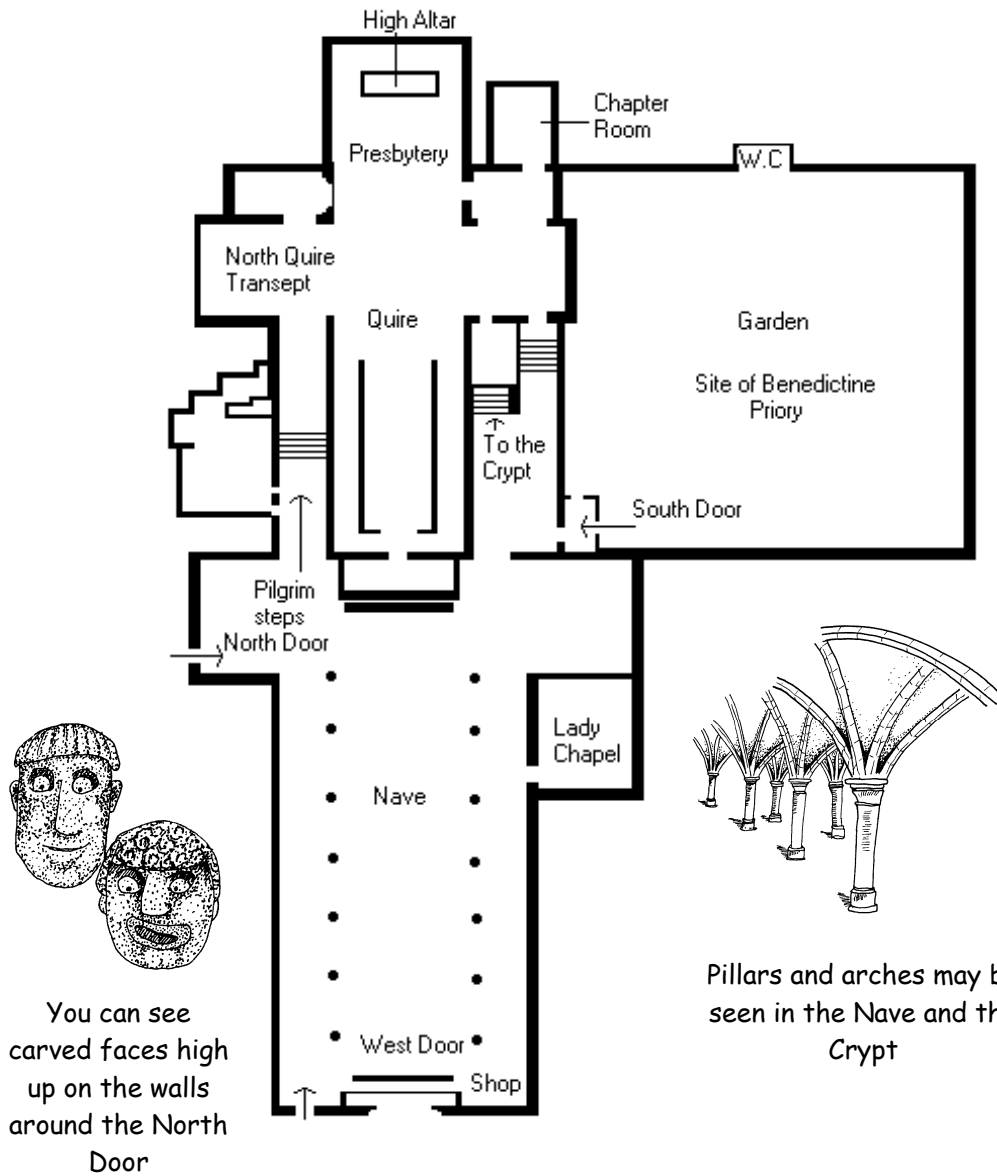 High Altar
Chapter
Room
Presbytery
W.C
North Quire
Transept
Quire
Garden
Site of Benedictine
Priory
To the
Crypt
South Door
Pilgrim
steps
North Door
Lady
Chapel
Nave
West Door
Shop
You can see
carved faces high
up on the walls
around the North
Door
Pillars and arches may
seen in the Nave and
Crypt